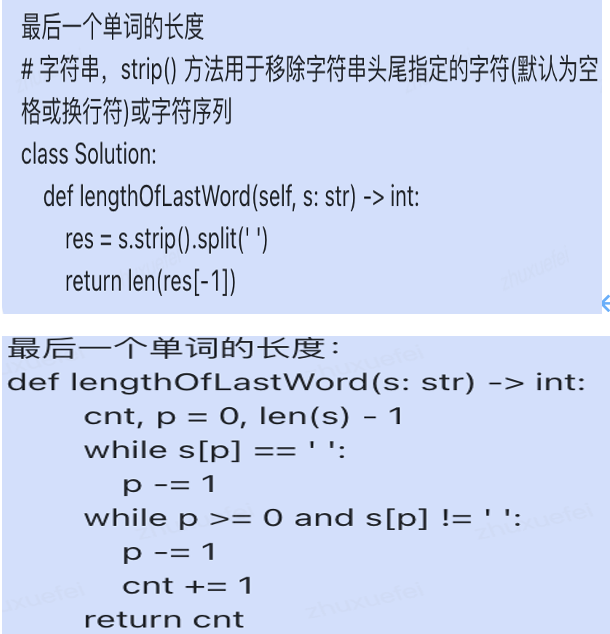 最后一个单词的长度
# 字符串，strip() 方法用于移除字符串头尾指定的字符(默认为空
格或换行符)或字符序列
class Solution:
    def lengthOfLastWord(self, s: str) -> int:
        res = s.strip().split(' ')
        return len(res[-1])
zhuxuefei
最后一个单词的长度：
def lengthOfLastWord(s: str) -> int:
        cnt, p = 0, len(s) - 1
        while s[p] == ' ':
            p -= 1
        while p >= 0 and s[p] != ' ':
            p -= 1
            cnt += 1
        return cnt